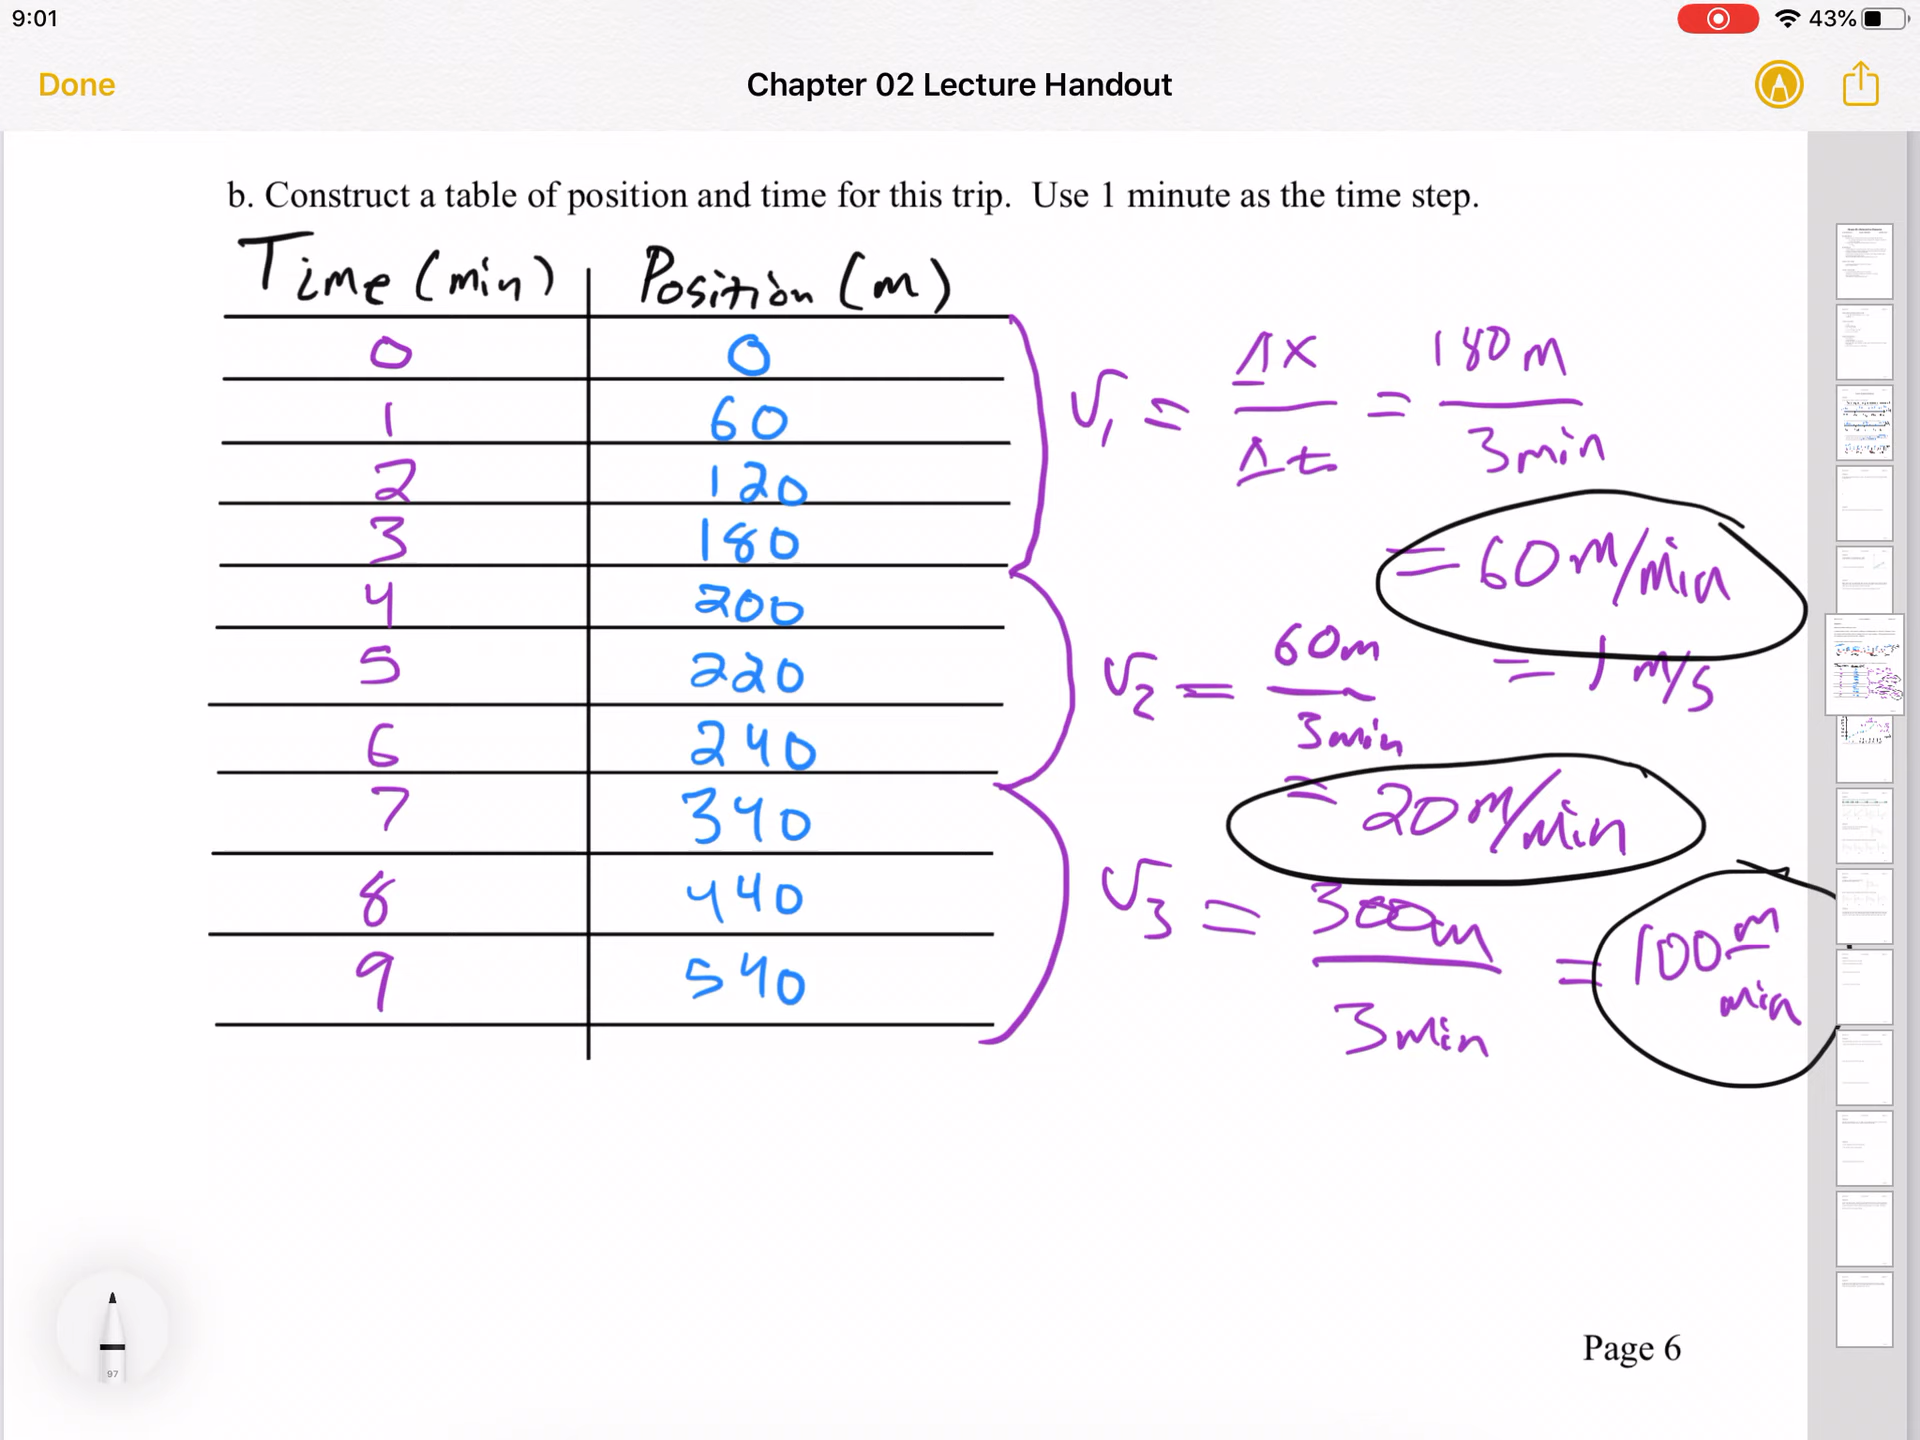 9:01 43%
Done Chapter 02 Lecture Handout
b. Construct a table of position and time for this trip. Use 1 minute as the time step.
Time (min) Position (m)
0 0
1 60
2 120
3 180
4 200
5 220
6 240
7 340
8 440
9 540
V₁ = Δx/Δt = 180m/3min
= 60 m/min
= 1 m/s
V₂ = 60m/3min
= 20 m/min
V₃ = 300m/3min = 100 m/min
97
Page 6